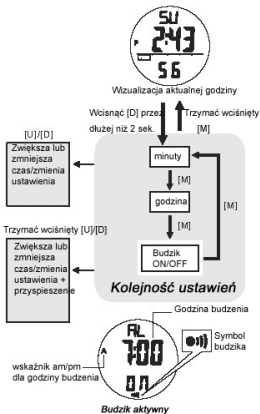 SU
P
2:43
56
Wizualizacja aktualnej godziny
Wcisnąć [D] przez
dłużej niż 2 sek.
Trzymać wciśnięty
[M]
[U]/[D]
Zwiększa lub
zmniejsza
czas/zmienia
ustawienia
minuty
[M]
godzina
[M]
[M]
Trzymać wciśnięty [U]/[D]
Zwiększa lub
zmniejsza
czas/zmienia
ustawienia +
przyspieszenie
Budzik
ON/OFF
Kolejność ustawień
Godzina budzenia
AL
A
7:00
ON
Symbol
budzika
wskaźnik am/pm
dla godziny budzenia
Budzik aktywny